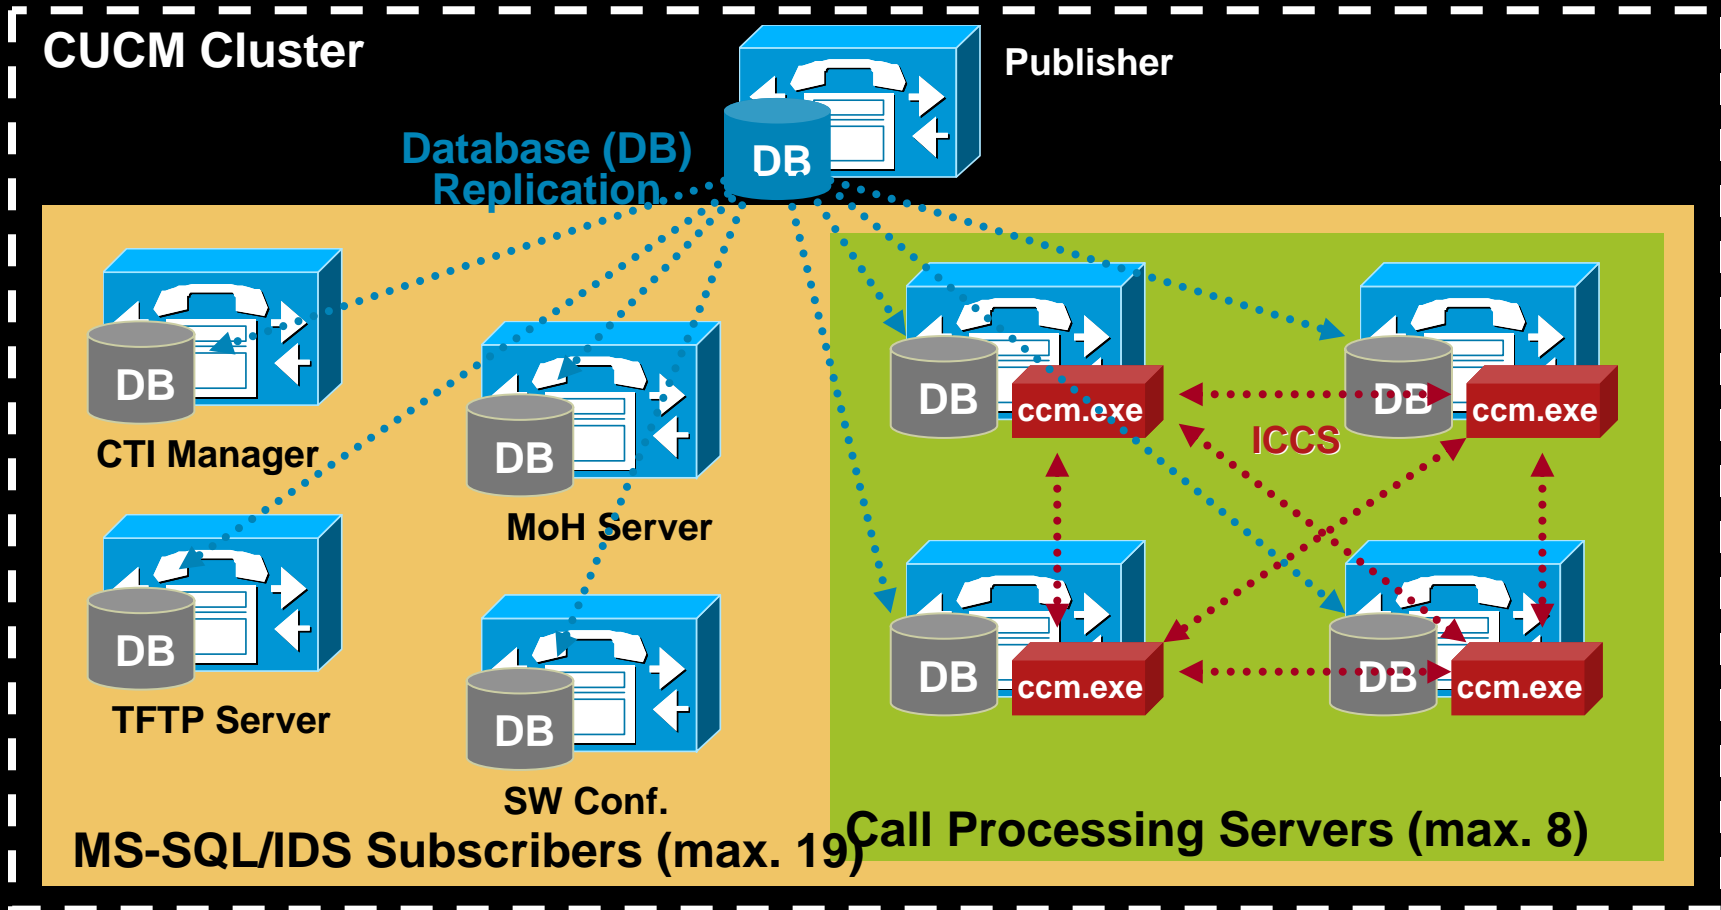 CUCM Cluster
Publisher
Database (DB)
Replication
DB
DB
CTI Manager
DB
MoH Server
DB
TFTP Server
DB
SW Conf.
MS-SQL/IDS Subscribers (max. 19)
DB
ccm.exe
DB
ccm.exe
ICCS
DB
ccm.exe
DB
ccm.exe
Call Processing Servers (max. 8)